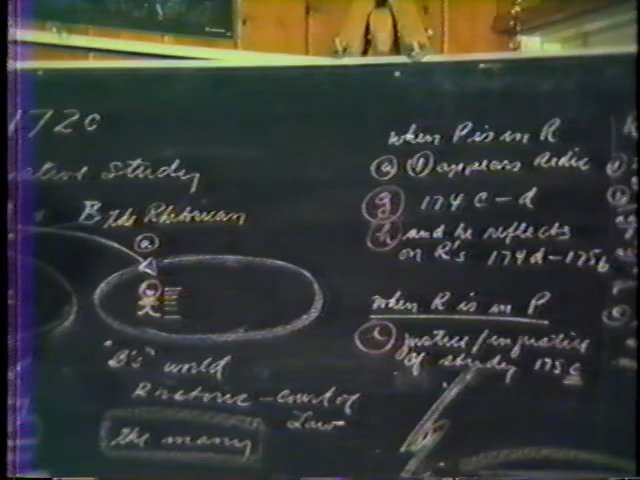 172c
ative Study
B The Rhetorician
a
"B's" world
Rhetoric - Court of
Law
the many
when P is in R
a (1) appears Redic
g 174 c-d
h and he reflects
on R's 174d-175b
when R is in P
i justice/injustice
of study 175c